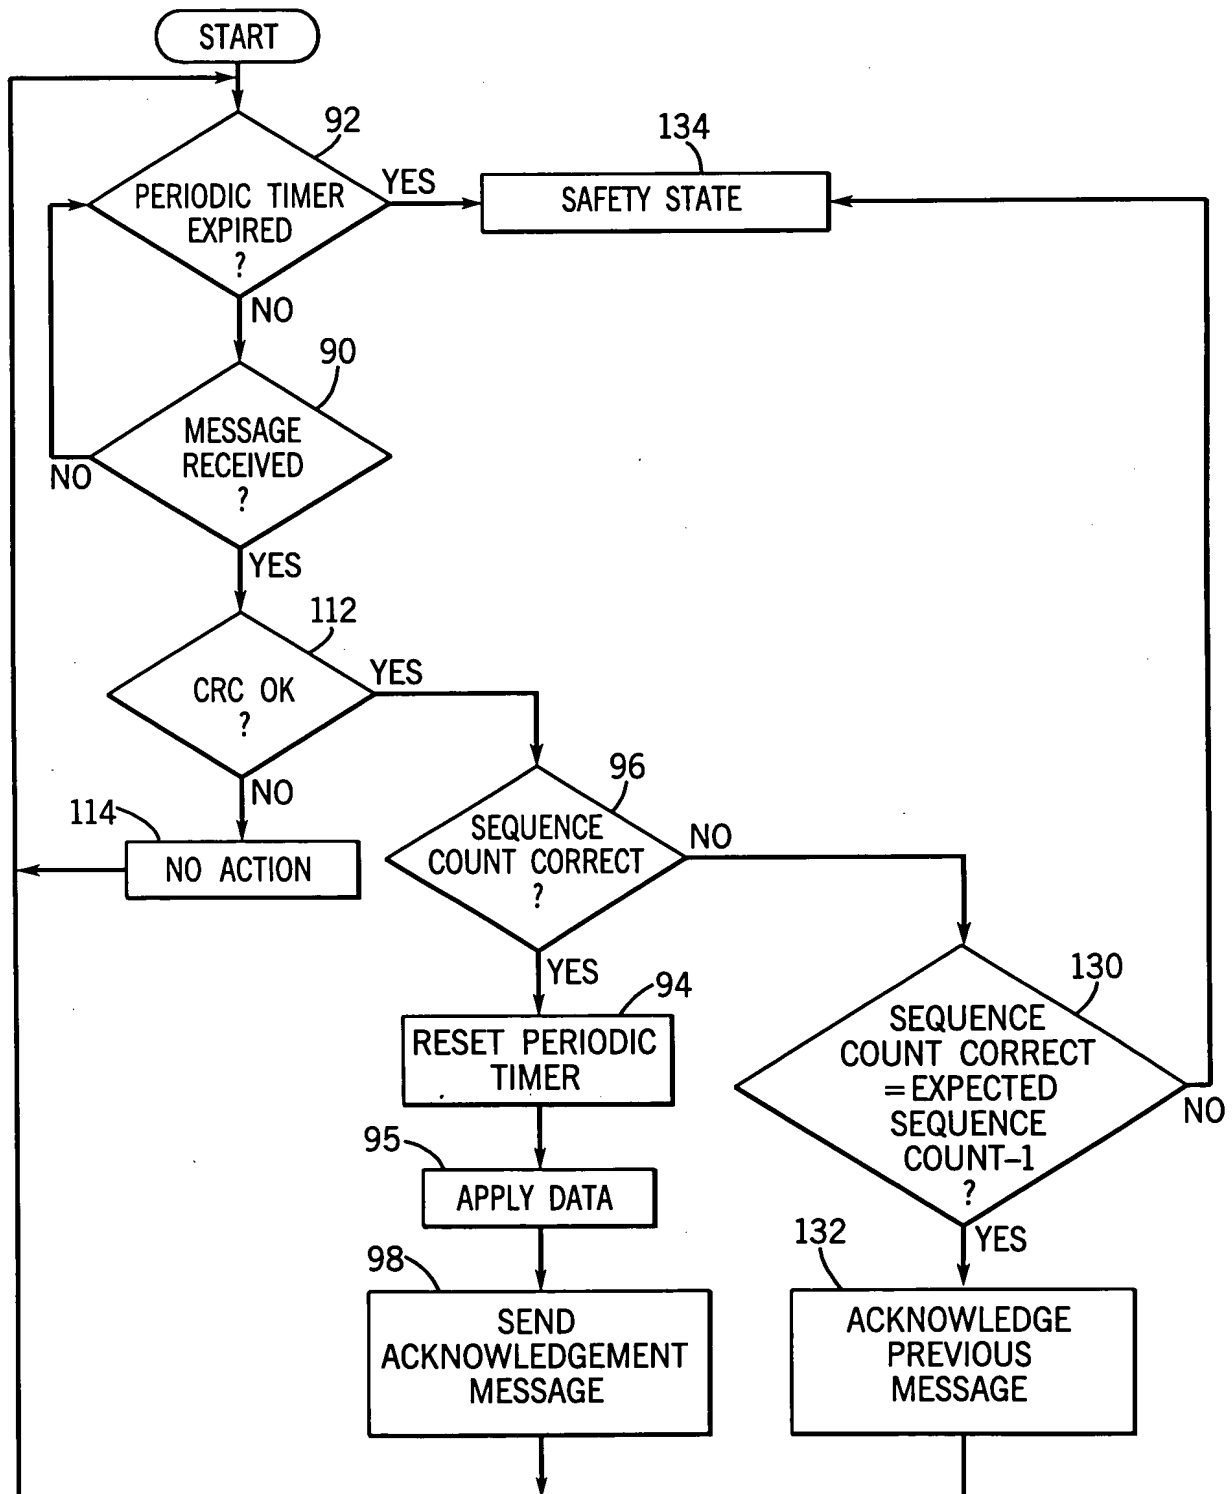 START
92
134
PERIODIC TIMER
EXPIRED
?
YES
SAFETY STATE
NO
90
MESSAGE
RECEIVED
?
NO
YES
112
CRC OK
?
YES
NO
114
NO ACTION
96
SEQUENCE
COUNT CORRECT
?
NO
YES
94
RESET PERIODIC
TIMER
130
SEQUENCE
COUNT CORRECT
=EXPECTED
SEQUENCE
COUNT-1
?
NO
YES
95
APPLY DATA
98
SEND
ACKNOWLEDGEMENT
MESSAGE
132
ACKNOWLEDGE
PREVIOUS
MESSAGE